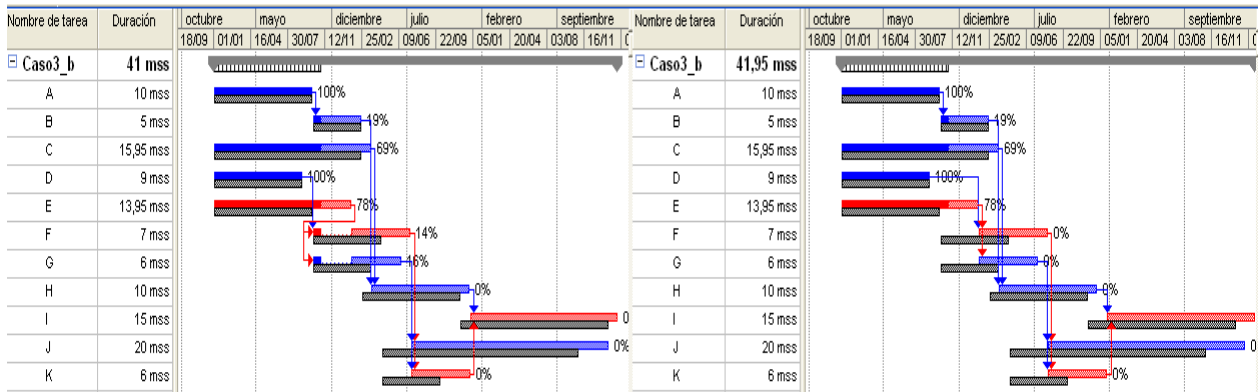 Nombre de tarea Duración octubre mayo diciembre julio febrero septiembre
18/09 01/01 16/04 30/07 12/11 25/02 09/06 22/09 05/01 20/04 03/08 16/11
Caso3_b 41 mss
A 10 mss 100%
B 5 mss 19%
C 15,95 mss 69%
D 9 mss 100%
E 13,95 mss 78%
F 7 mss 14%
G 6 mss 16%
H 10 mss 0%
I 15 mss 0
J 20 mss 0%
K 6 mss 0%
Nombre de tarea Duración octubre mayo diciembre julio febrero septiembre
18/09 01/01 16/04 30/07 12/11 25/02 09/06 22/09 05/01 20/04 03/08 16/11 0
Caso3_b 41,95 mss
A 10 mss 100%
B 5 mss 19%
C 15,95 mss 69%
D 9 mss 100%
E 13,95 mss 78%
F 7 mss 0%
G 6 mss 0%
H 10 mss 0%
I 15 mss
J 20 mss 0
K 6 mss 0%